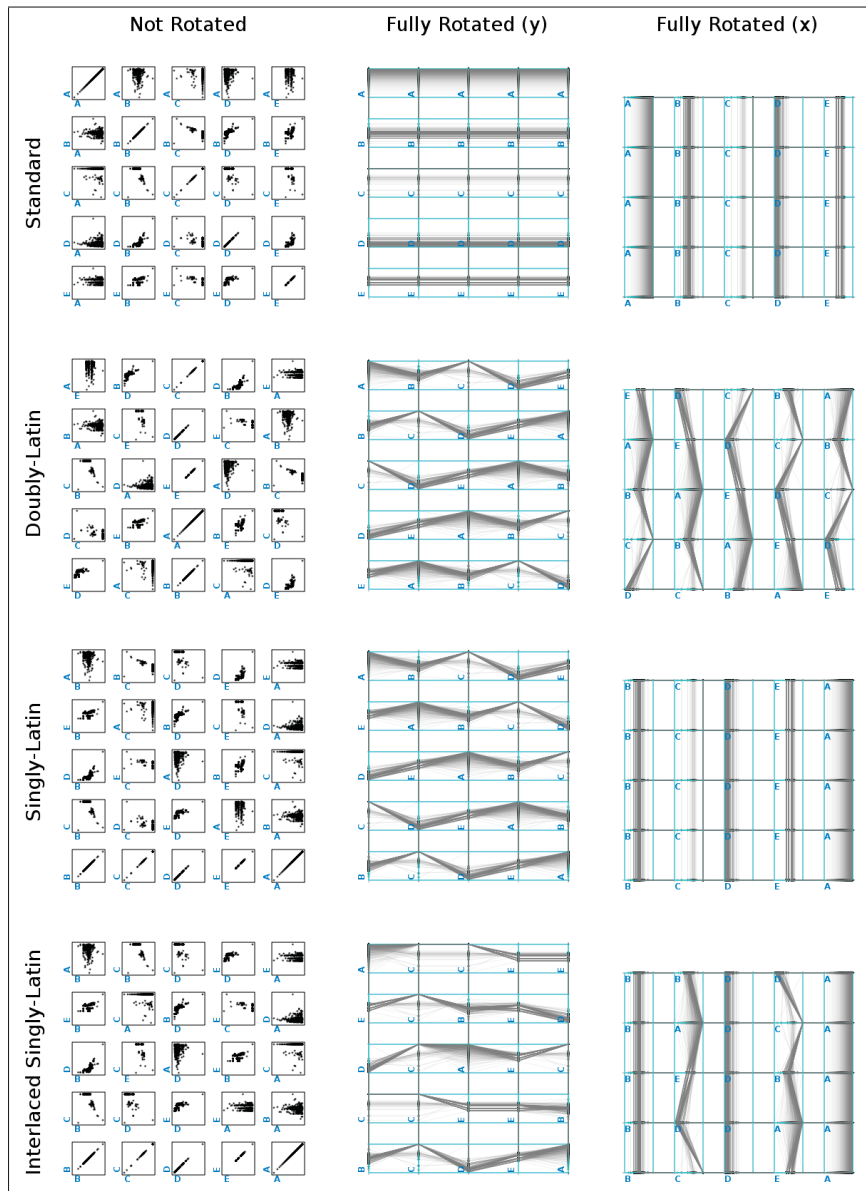 Not Rotated
Fully Rotated (y)
Fully Rotated (x)
Standard
A A A A A
A B C D E
B B B B B
A B C D E
C C C C C
A B C D E
D D D D D
A B C D E
E E E E E
A B C D E
A A A A A
B B B B B
C C C C C
D D D D D
E E E E E
A B C D E
A B C D E
A B C D E
A B C D E
A B C D E
Doubly-Latin
A B C D E
E D C B A
B C D E A
A E D C B
C D E A B
B A E D C
D E A B C
C B A E D
E A B C D
D C B A E
A B C D E
B C D E A
C D E A B
D E A B C
E A B C D
E D C B A
A E D C B
B A E D C
C B A E D
D C B A E
Singly-Latin
A B C D E
B C D E A
E A B C D
B C D E A
D E A B C
B C D E A
C D E A B
B C D E A
B C D E A
B C D E A
A B C D E
E A B C D
D E A B C
C D E A B
B C D E A
B C D E A
B C D E A
B C D E A
B C D E A
B C D E A
Interlaced Singly-Latin
A C C E E
B B D D A
E C B E D
B A D C A
D C A E C
B E D B A
C C E E B
B D D A A
B C D E A
B C D E A
A C C E E
E C B E D
D C A E C
C C E E B
B C D E A
B B D D A
B A D C A
B E D B A
B D D A A
B C D E A